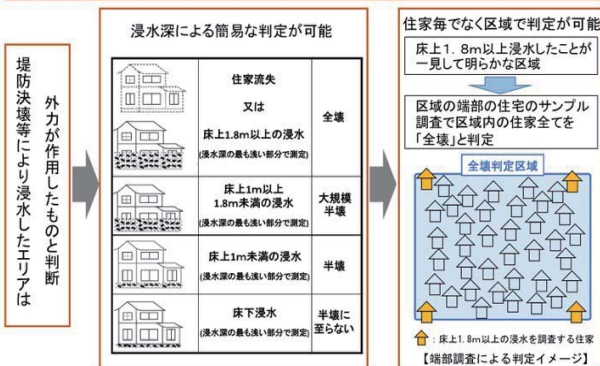 堤防決壊等により浸水したエリアは
外力が作用したものと判断
浸水深による簡易な判定が可能
住家流失
又は
床上1.8m以上の浸水
(浸水深の最も浅い部分で測定)
全壊
床上1m以上
1.8m未満の浸水
(浸水深の最も浅い部分で測定)
大規模
半壊
床上1m未満の浸水
(浸水深の最も浅い部分で測定)
半壊
床下浸水
(浸水深の最も浅い部分で測定)
半壊に
至らない
住家毎でなく区域で判定が可能
床上1.8m以上浸水したことが
一見して明らかな区域
区域の端部の住宅のサンプル
調査で区域内の住家全てを
「全壊」と判定
全壊判定区域
:床上1.8m以上の浸水を調査する住家
【端部調査による判定イメージ】